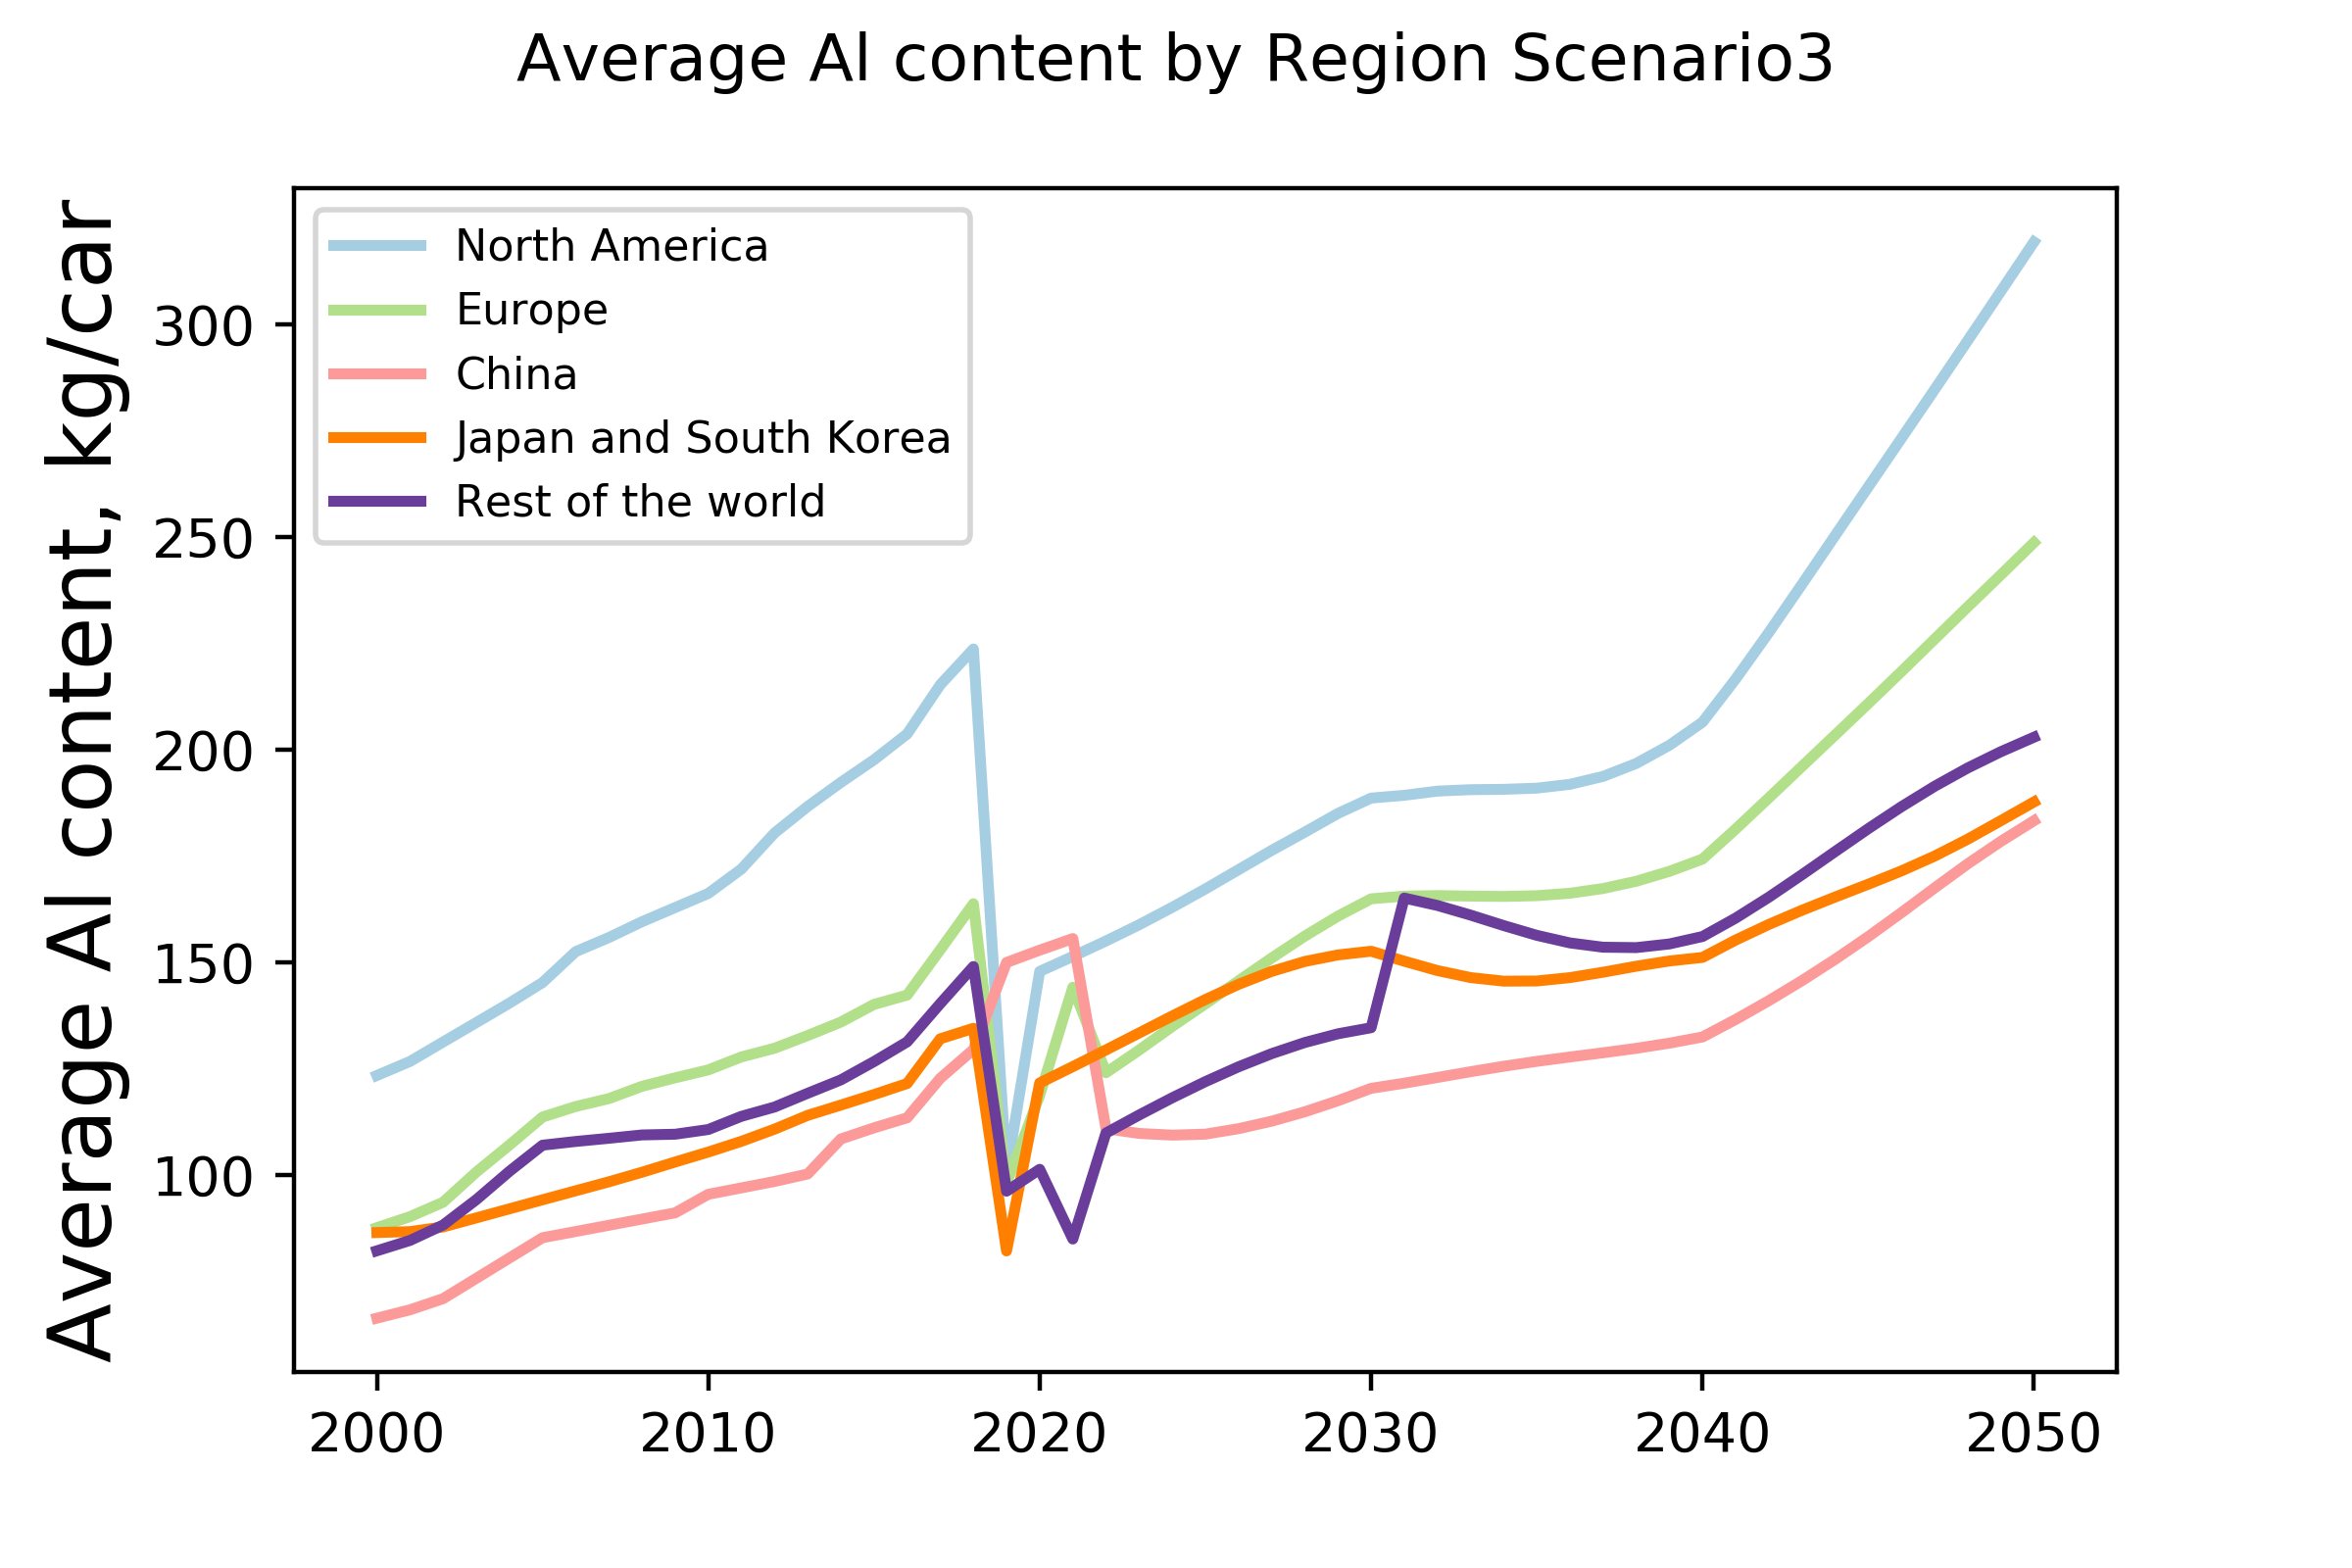 Average Al content by Region Scenario3
Average Al content, kg/car
300
250
200
150
100
North America
Europe
China
Japan and South Korea
Rest of the world
2000 2010 2020 2030 2040 2050